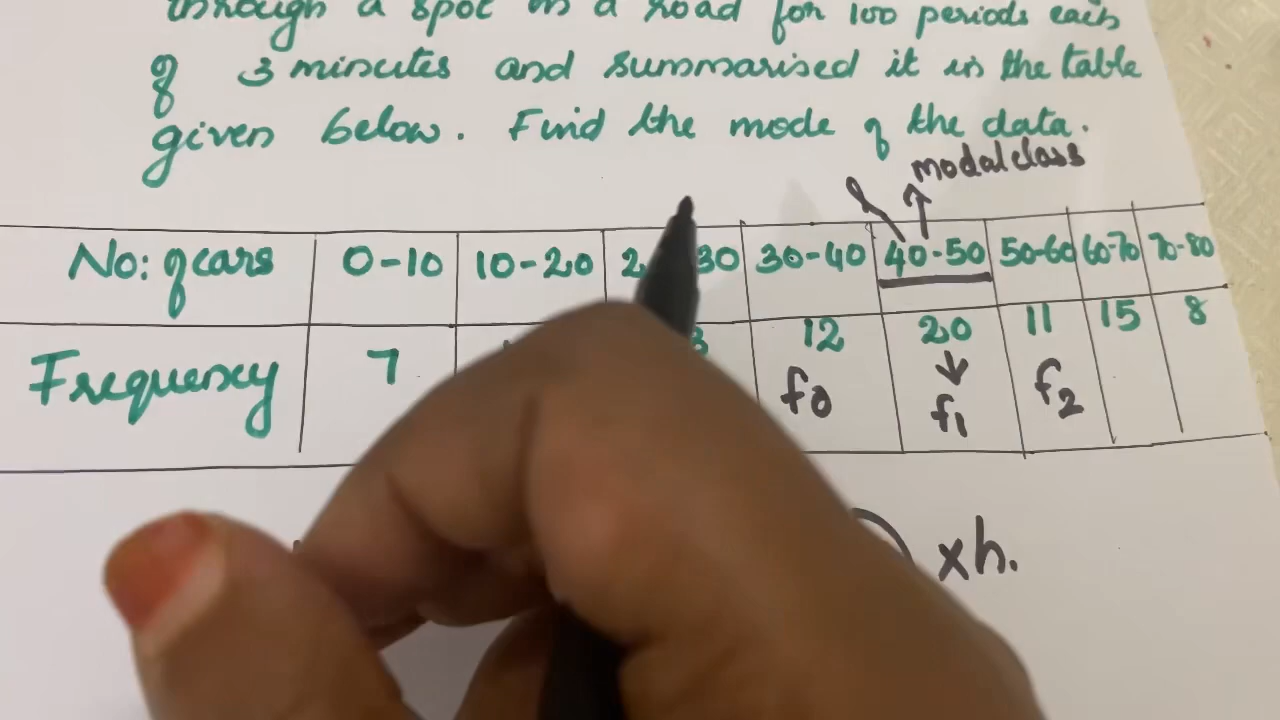 through a spot in a road for 100 periods each
of 3 minutes and summarised it in the table
given below. Find the mode of the data.
modal class
l
No: of cars 0-10 10-20 30 30-40 40-50 50-60 60-70 70-80
Frequency 7 12 20 11 15 8
f0 f1 f2
xh.